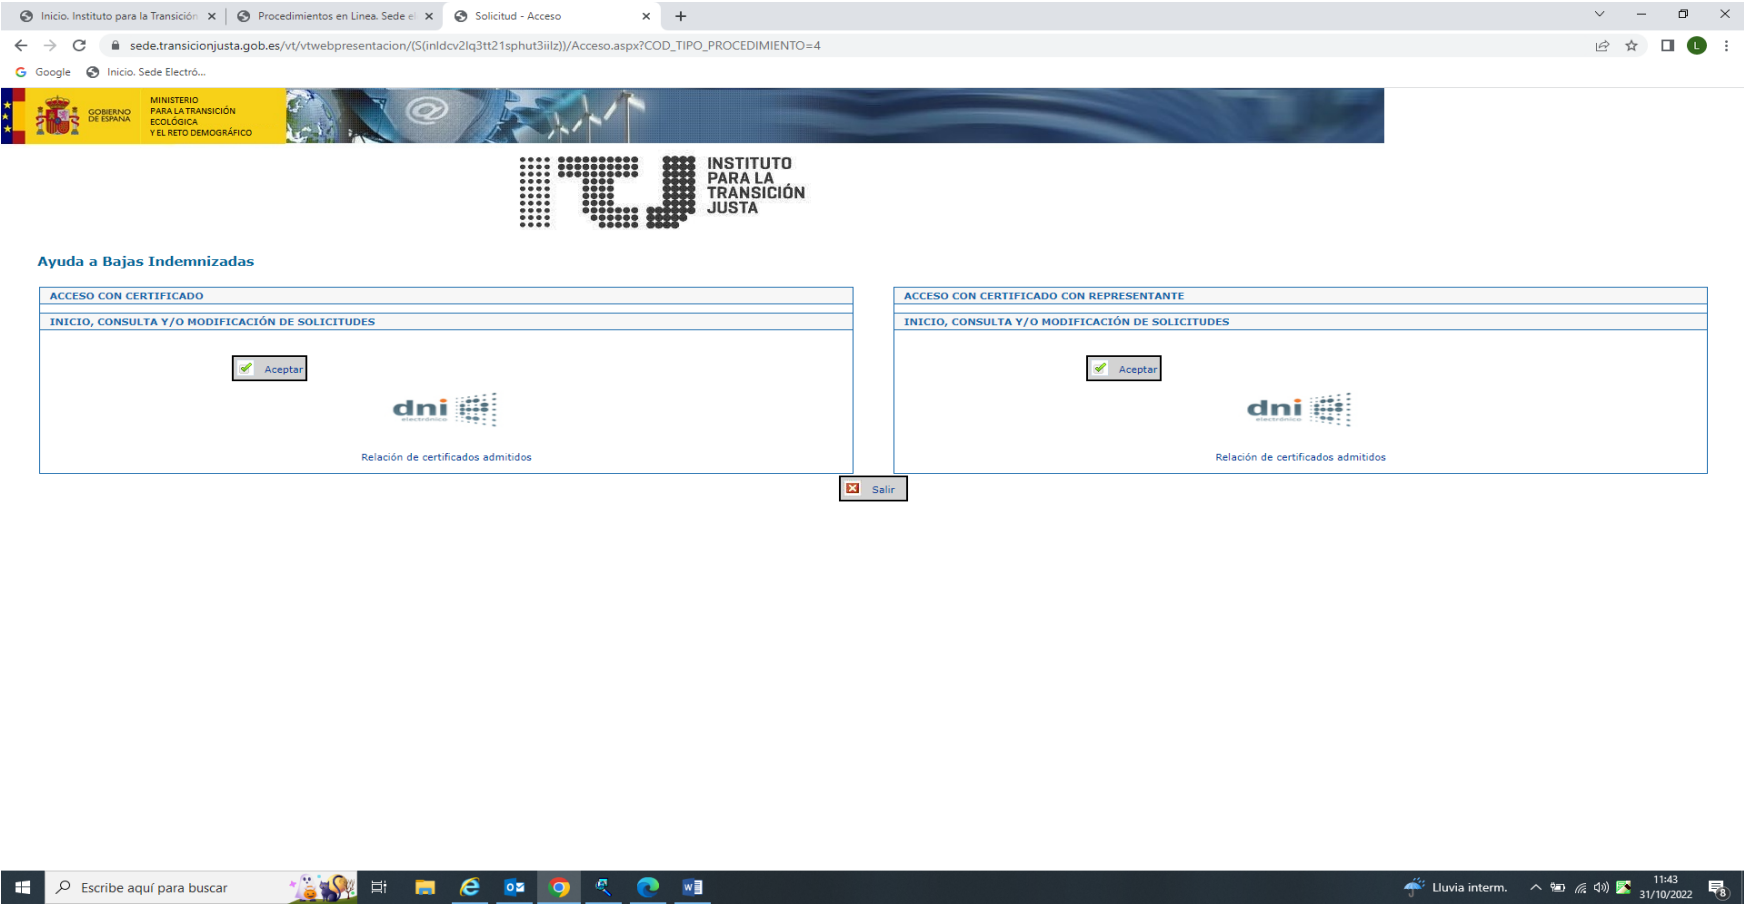 Inicio. Instituto para la Transición
Procedimientos en Linea. Sede el
Solicitud - Acceso
sede.transicionjusta.gob.es/vt/vtwebpresentacion/(S(inldcv2lq3tt21sphut3iilz))/Acceso.aspx?COD_TIPO_PROCEDIMIENTO=4
L
Google
Inicio. Sede Electró...
GOBIERNO
DE ESPAÑA
MINISTERIO
PARA LA TRANSICIÓN
ECOLÓGICA
Y EL RETO DEMOGRÁFICO
@
ITJ
INSTITUTO
PARA LA
TRANSICIÓN
JUSTA
Ayuda a Bajas Indemnizadas
ACCESO CON CERTIFICADO
INICIO, CONSULTA Y/O MODIFICACIÓN DE SOLICITUDES
Aceptar
dni
electrónico
Relación de certificados admitidos
ACCESO CON CERTIFICADO CON REPRESENTANTE
INICIO, CONSULTA Y/O MODIFICACIÓN DE SOLICITUDES
Aceptar
dni
electrónico
Relación de certificados admitidos
Salir
Escribe aquí para buscar
Lluvia interm.
11:43
31/10/2022
8